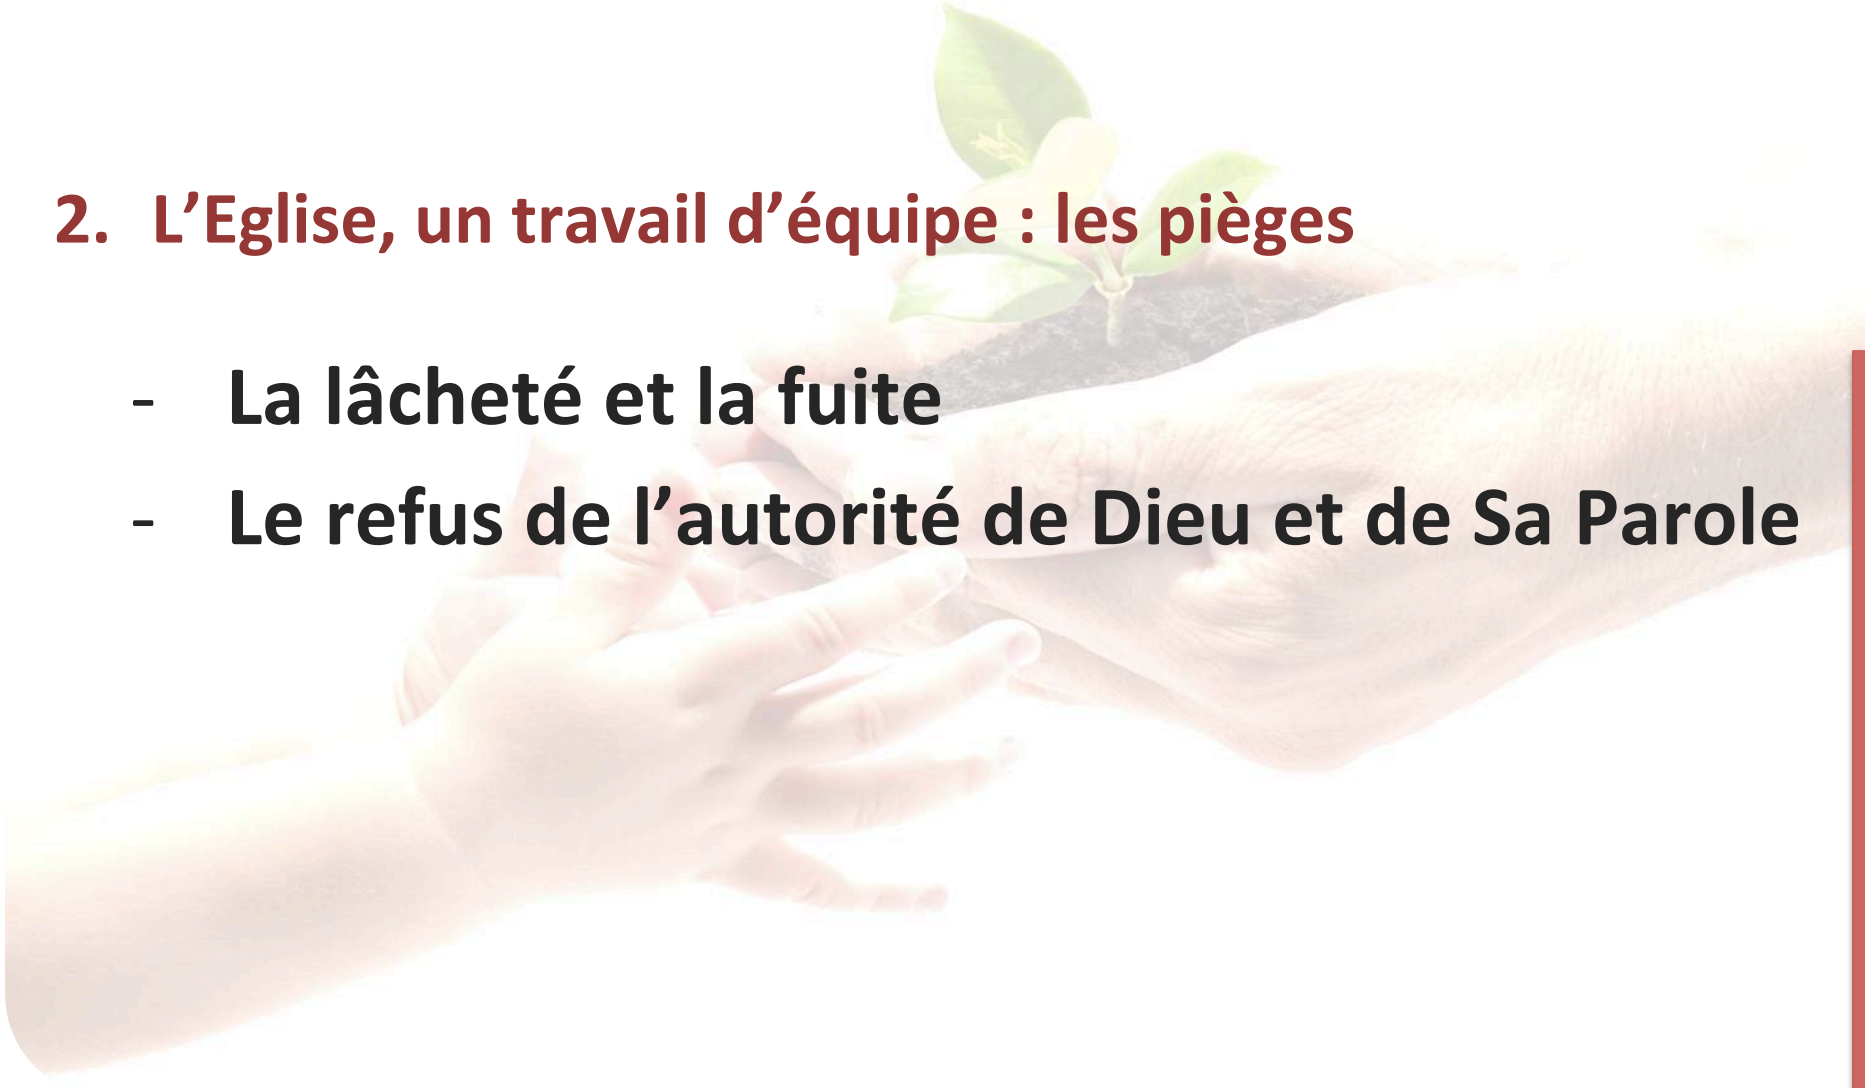 2. L’Eglise, un travail d’équipe : les pièges
- La lâcheté et la fuite
- Le refus de l’autorité de Dieu et de Sa Parole